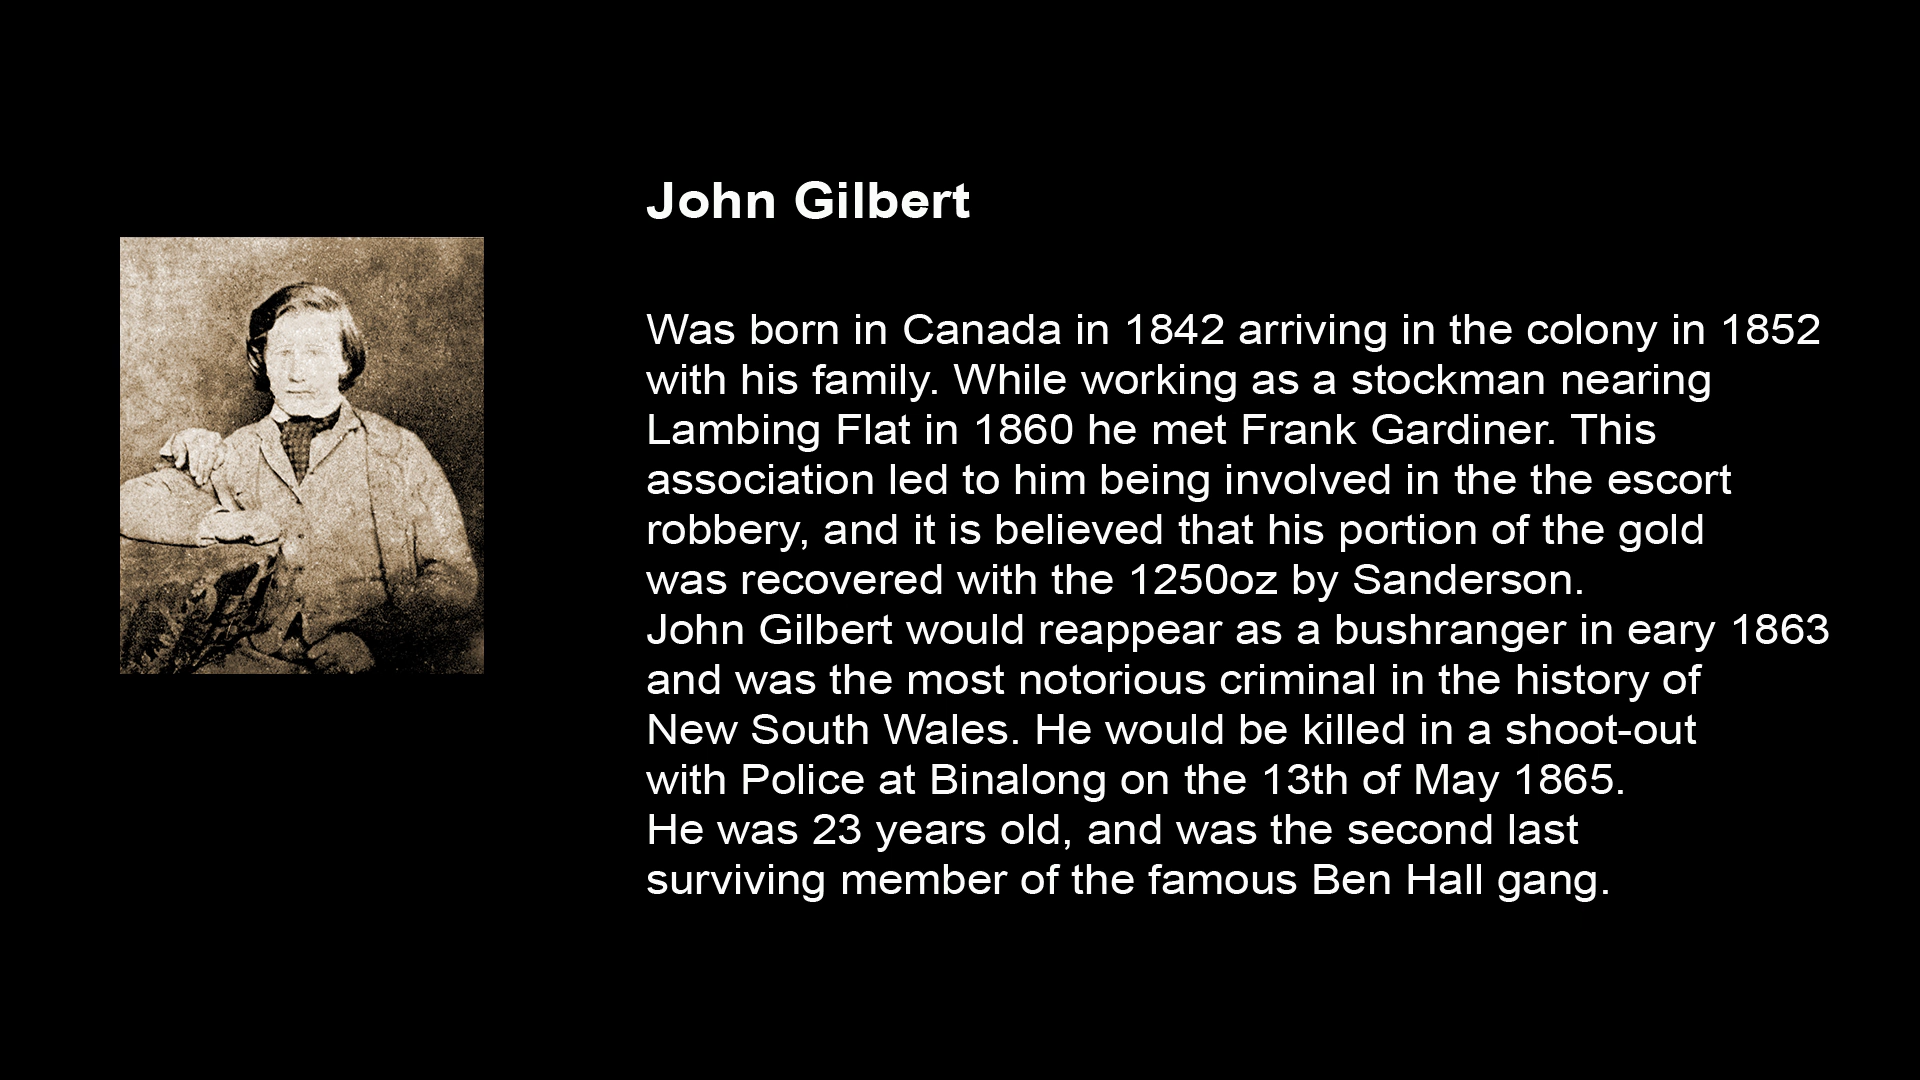 John Gilbert
Was born in Canada in 1842 arriving in the colony in 1852
with his family. While working as a stockman nearing
Lambing Flat in 1860 he met Frank Gardiner. This
association led to him being involved in the the escort
robbery, and it is believed that his portion of the gold
was recovered with the 1250oz by Sanderson.
John Gilbert would reappear as a bushranger in eary 1863
and was the most notorious criminal in the history of
New South Wales. He would be killed in a shoot-out
with Police at Binalong on the 13th of May 1865.
He was 23 years old, and was the second last
surviving member of the famous Ben Hall gang.